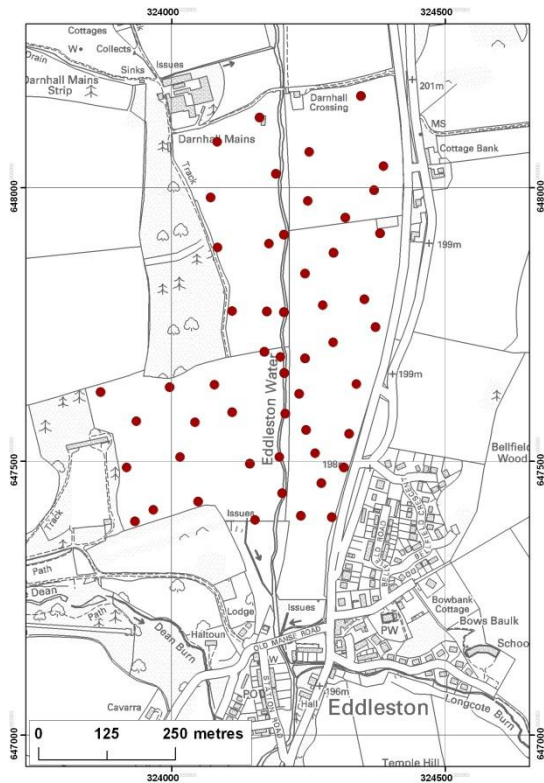 324000
324500
Cottages
W
Collects
Issues
Drain
Sinks
Darnhall Mains
Strip
201m
Darnhall
Crossing
MS
Darnhall Mains
Cottage Bank
Track
648000
648000
199m
Eddleston Water
199m
Bellfield
Wood
198m
647500
647500
Track
Issues
Path
Dean
Path
Lodge
Issues
Bowbank
Cottage
Bows Baulk
Dean Burn
Haltoun
OLD MANSE ROAD
PW
Schoo
W
STATION ROAD
PO
Cavarra
Hall
196m
Eddleston
Longcote Burn
0 125 250 metres
647000
647000
Temple Hill
324000
324500